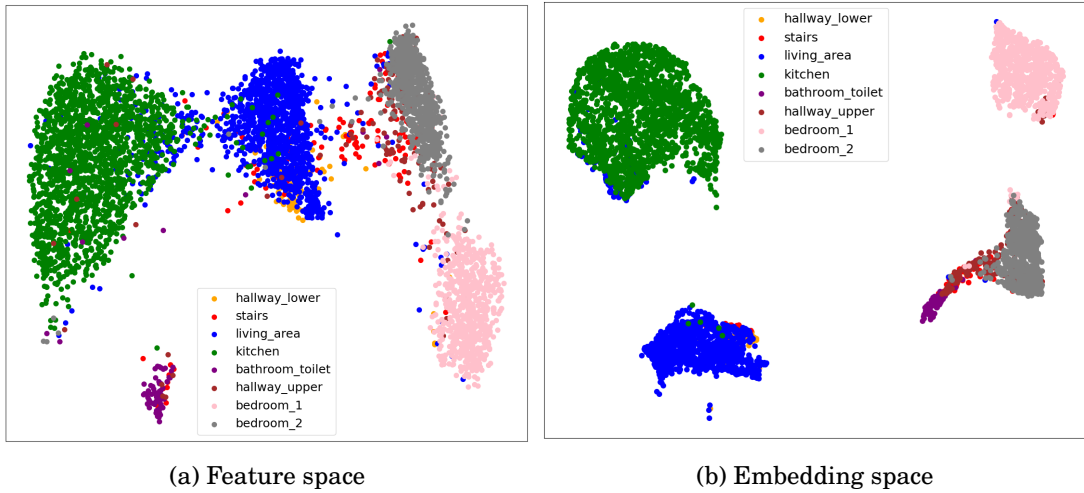 hallway_lower
stairs
living_area
kitchen
bathroom_toilet
hallway_upper
bedroom_1
bedroom_2
(a) Feature space
hallway_lower
stairs
living_area
kitchen
bathroom_toilet
hallway_upper
bedroom_1
bedroom_2
(b) Embedding space